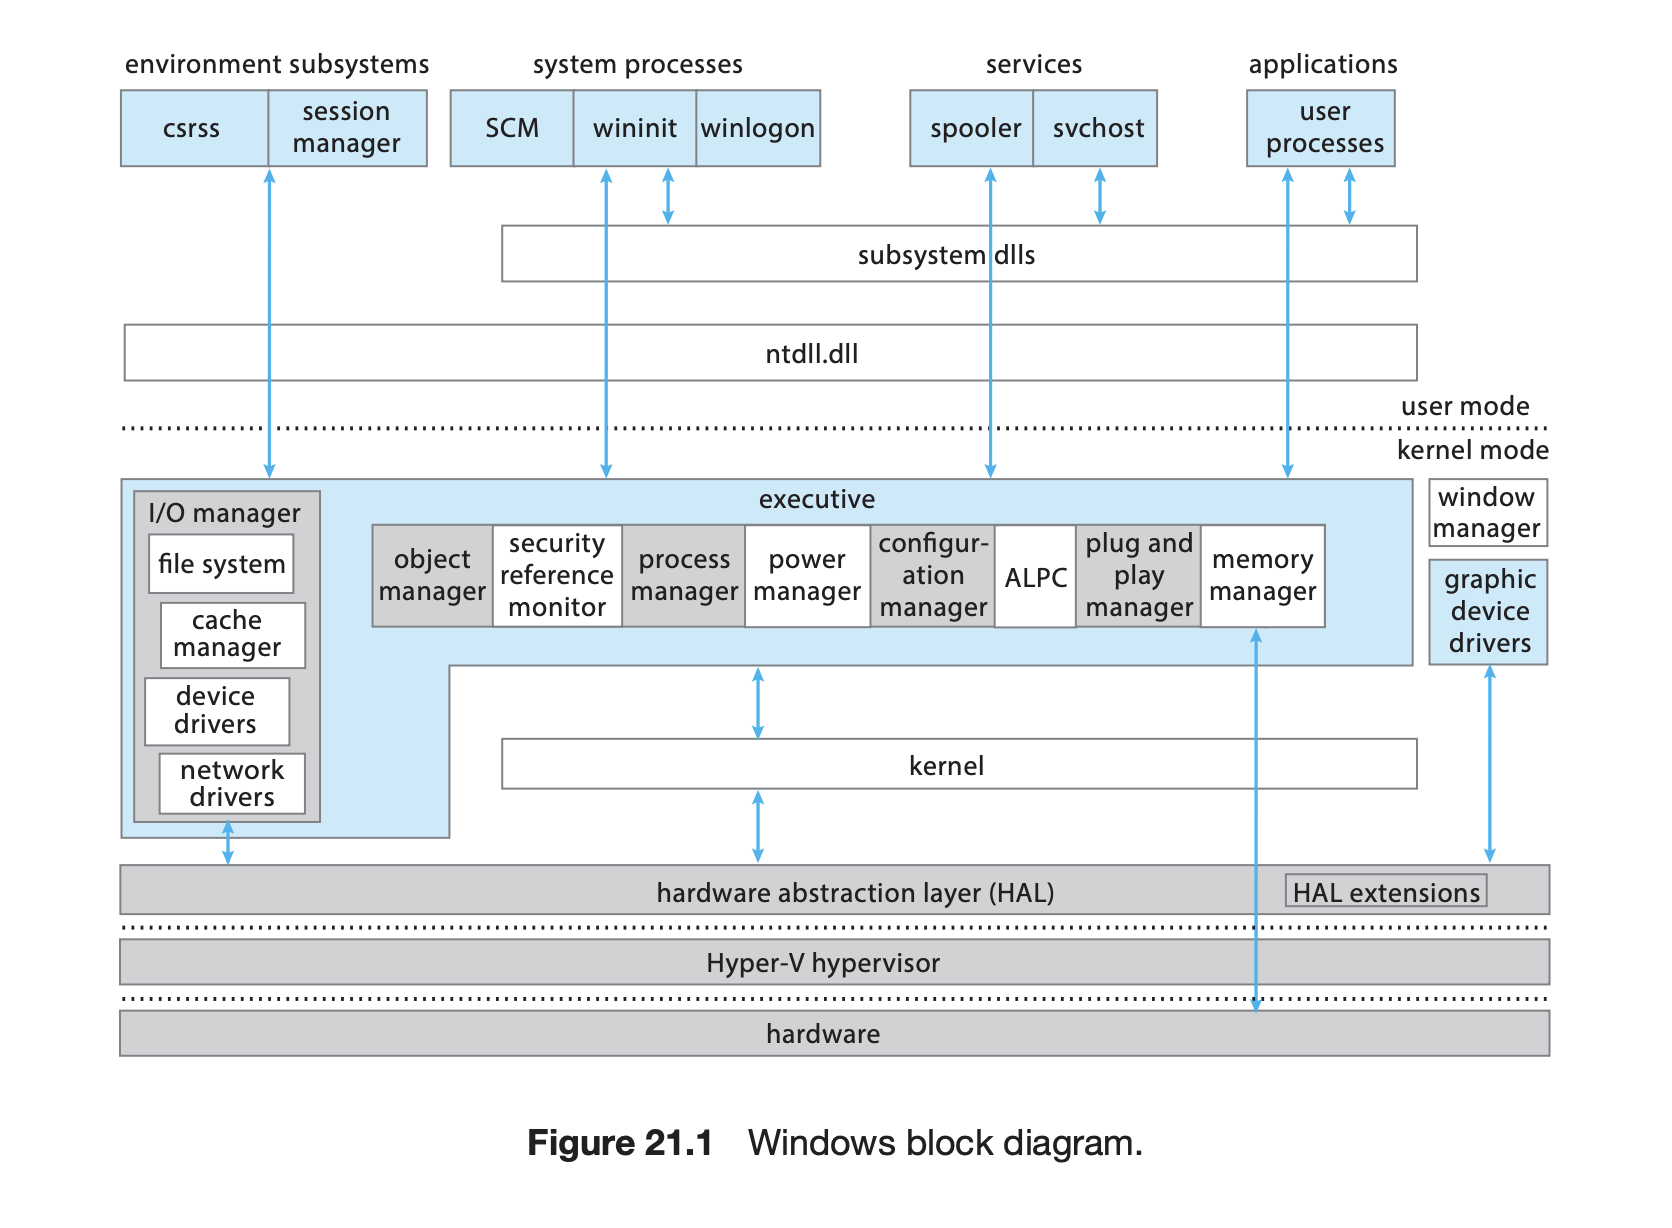 environment subsystems
system processes
services
applications
csrss
session
manager
SCM
wininit
winlogon
spooler
svchost
user
processes
subsystem dlls
ntdll.dll
user mode
kernel mode
executive
I/O manager
file system
cache
manager
device
drivers
network
drivers
object
manager
security
reference
monitor
process
manager
power
manager
configur-
ation
manager
ALPC
plug and
play
manager
memory
manager
window
manager
graphic
device
drivers
kernel
hardware abstraction layer (HAL)
HAL extensions
Hyper-V hypervisor
hardware
Figure 21.1 Windows block diagram.